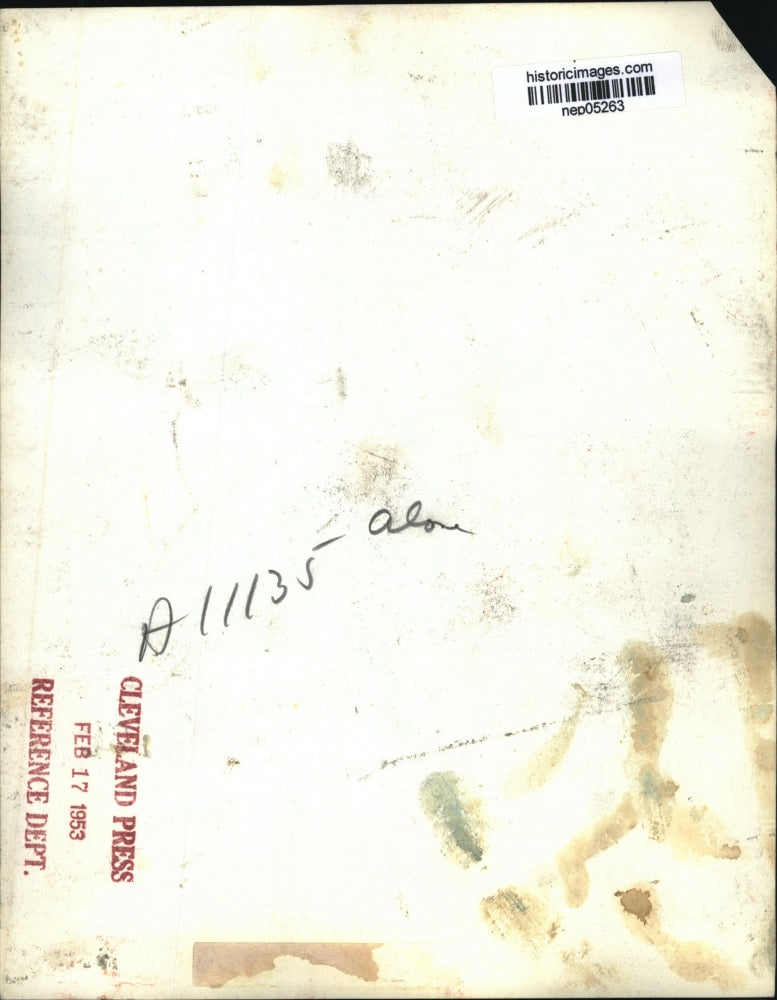 historicimages.com
nep05263
alone
A11135
CLEVELAND PRESS
FEB 17 1953
REFERENCE DEPT.